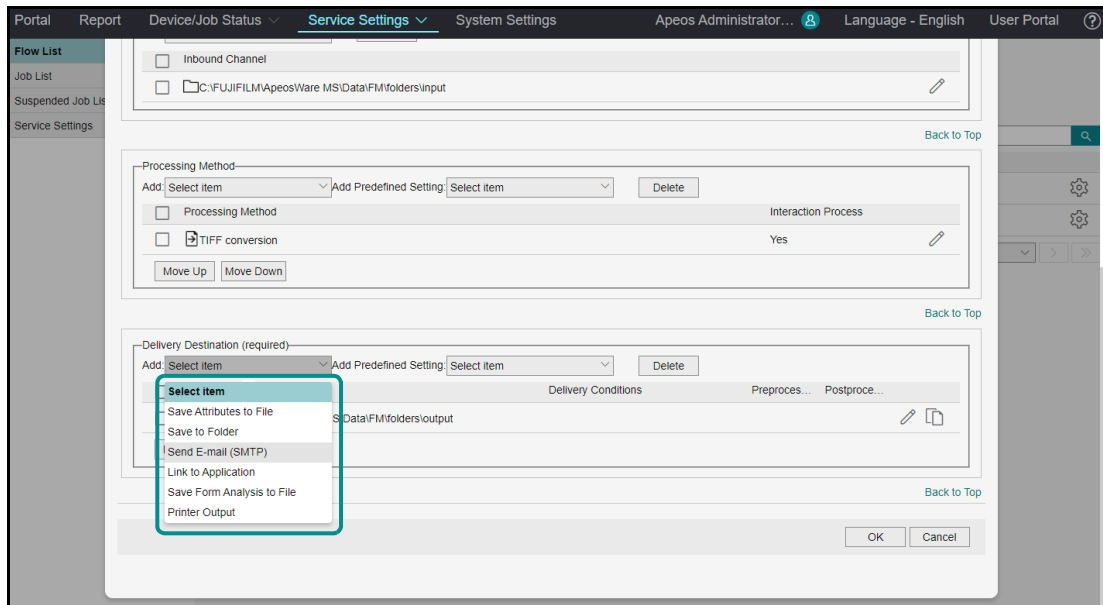 Portal Report Device/Job Status Service Settings System Settings Apeos Administrator... Language - English User Portal ?
Flow List
Job List
Suspended Job Lis
Service Settings
Inbound Channel
C:\FUJIFILM\ApeosWare MS\Data\FM\folders\input
Back to Top
Processing Method
Add: Select item Add Predefined Setting: Select item Delete
Processing Method Interaction Process
TIFF conversion Yes
Move Up Move Down
Back to Top
Delivery Destination (required)
Add: Select item Add Predefined Setting: Select item Delete
Select item Delivery Conditions Preproces... Postproce...
Save Attributes to File
S\Data\FM\folders\output
Save to Folder
Send E-mail (SMTP)
Link to Application
Save Form Analysis to File Back to Top
Printer Output
OK Cancel